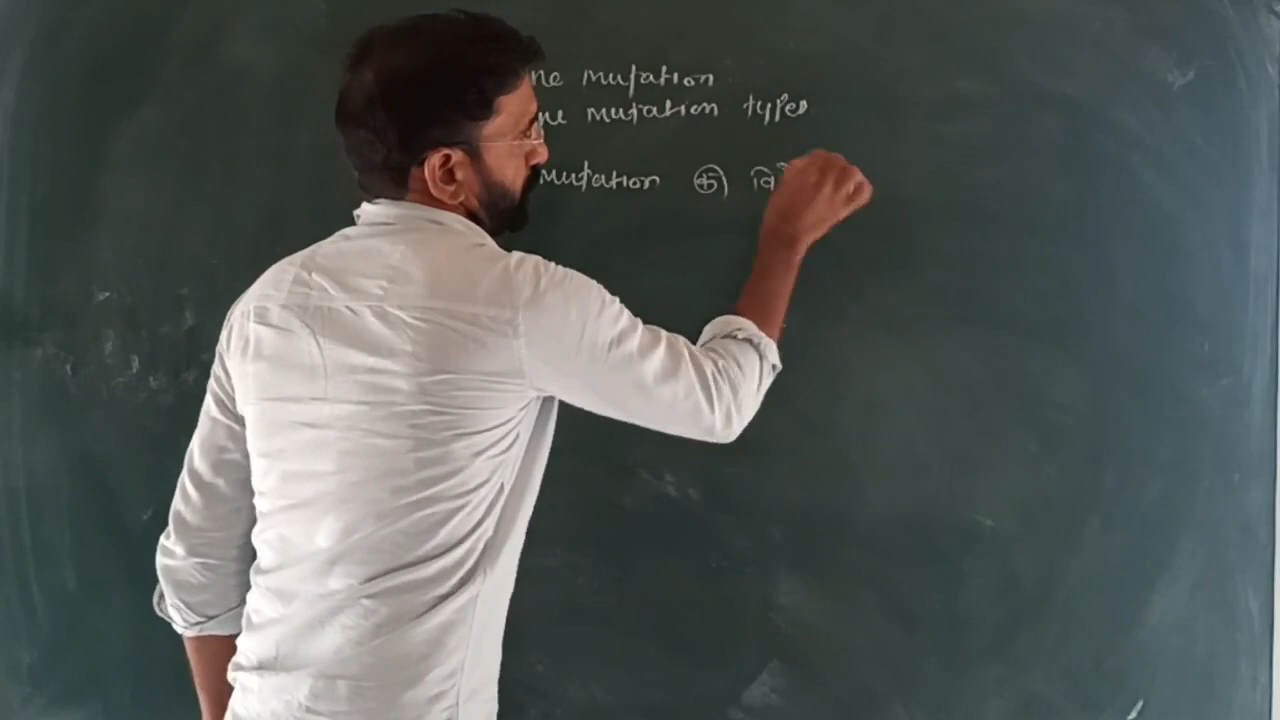 ne mutation
ne mutation types
mutation की